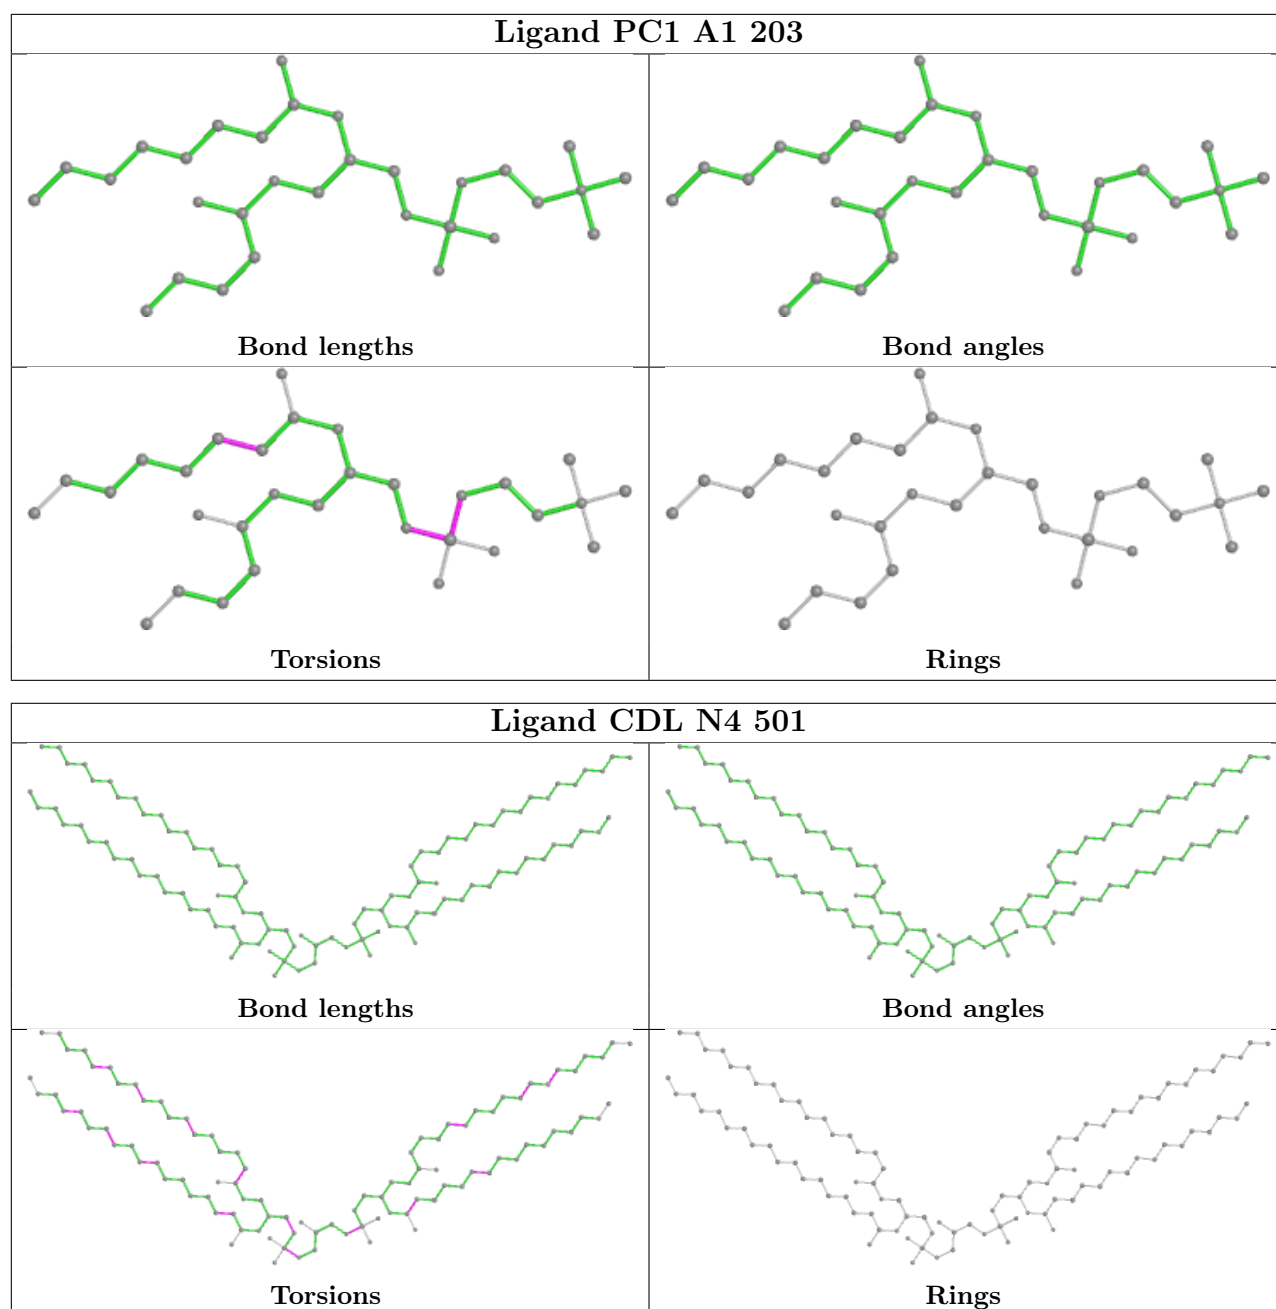 Ligand PC1 A1 203
Bond lengths
Bond angles
Torsions
Rings
Ligand CDL N4 501
Bond lengths
Bond angles
Torsions
Rings